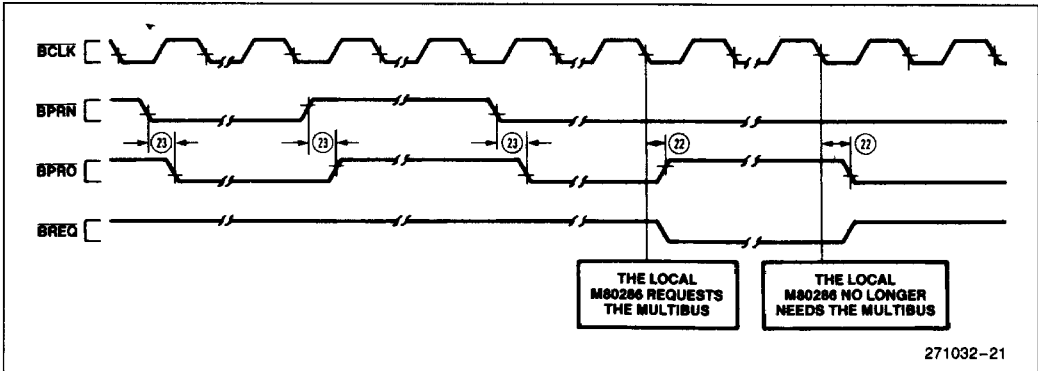 BCLK
BPRN
23 23 23 22 22
BPRO
BREQ
THE LOCAL
M80286 REQUESTS
THE MULTIBUS
THE LOCAL
M80286 NO LONGER
NEEDS THE MULTIBUS
271032-21